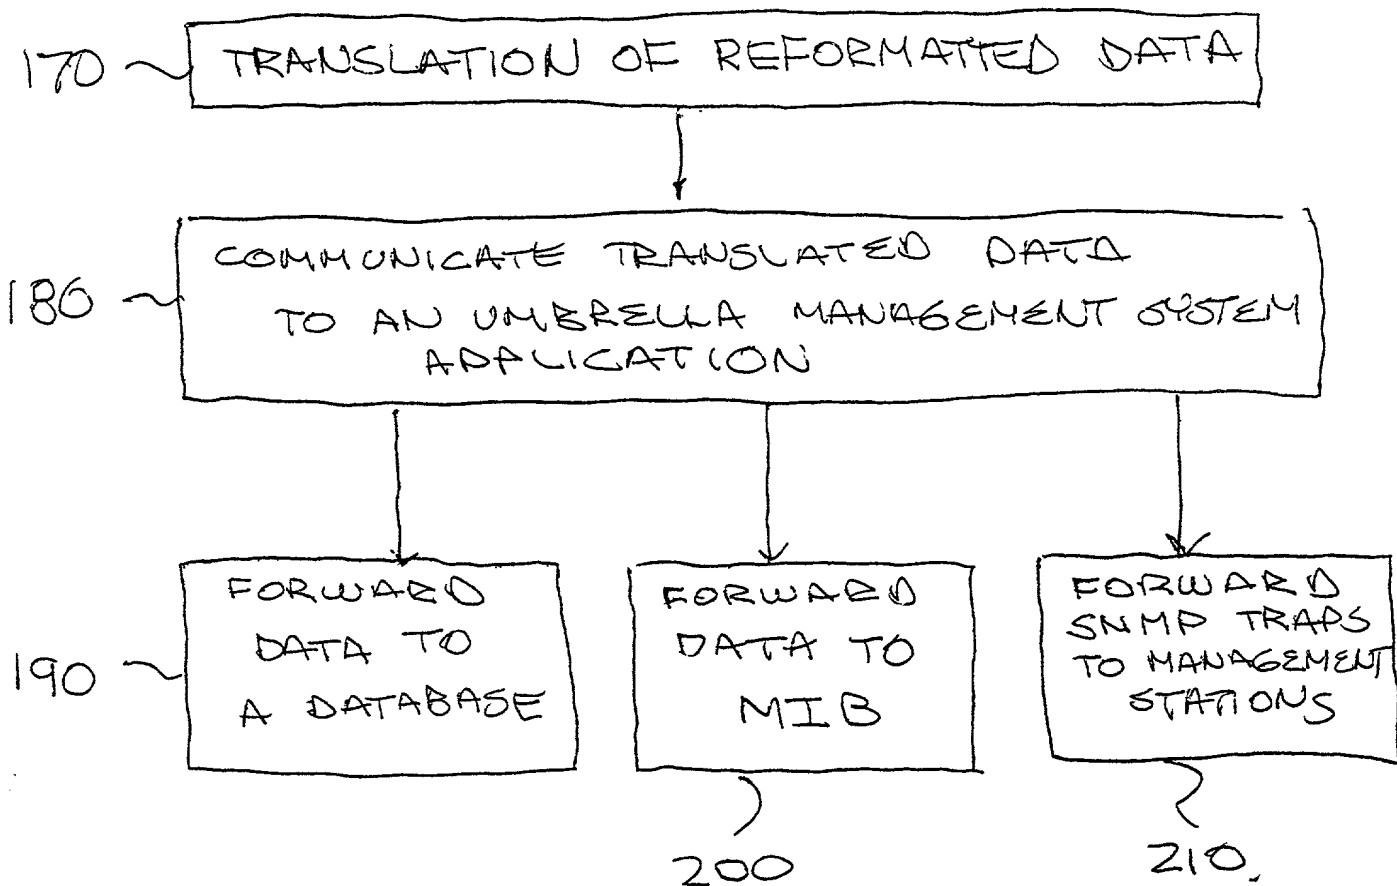 170
TRANSLATION OF REFORMATTED DATA
180
COMMUNICATE TRANSLATED DATA
TO AN UMBRELLA MANAGEMENT SYSTEM
APPLICATION
190
FORWARD
DATA TO
A DATABASE
FORWARD
DATA TO
MIB
200
FORWARD
SNMP TRAPS
TO MANAGEMENT
STATIONS
210.